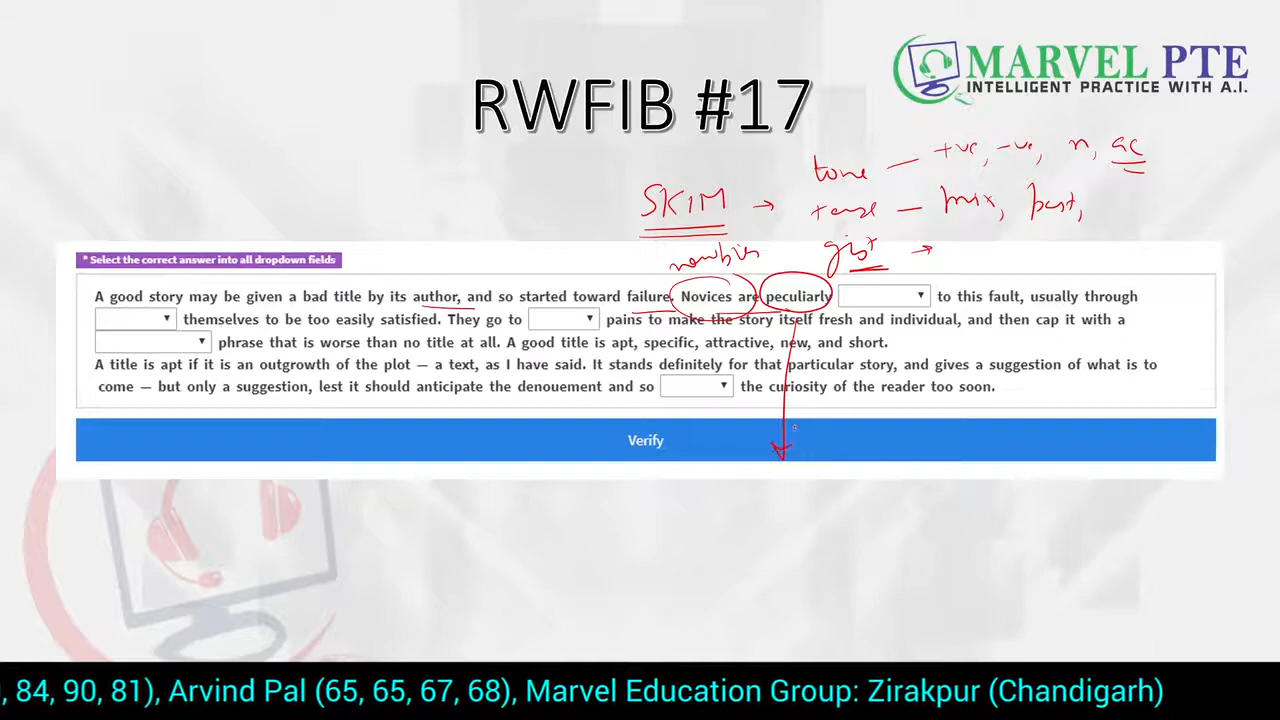 MARVEL PTE
INTELLIGENT PRACTICE WITH A.I.
RWFIB #17
tone — +ve, -ve, n, ac
SKIM → tense — mix, past,
newbies gist →
* Select the correct answer into all dropdown fields
A good story may be given a bad title by its author, and so started toward failure. Novices are peculiarly to this fault, usually through
themselves to be too easily satisfied. They go to pains to make the story itself fresh and individual, and then cap it with a
phrase that is worse than no title at all. A good title is apt, specific, attractive, new, and short.
A title is apt if it is an outgrowth of the plot — a text, as I have said. It stands definitely for that particular story, and gives a suggestion of what is to
come — but only a suggestion, lest it should anticipate the denouement and so the curiosity of the reader too soon.
Verify
, 84, 90, 81), Arvind Pal (65, 65, 67, 68), Marvel Education Group: Zirakpur (Chandigarh)